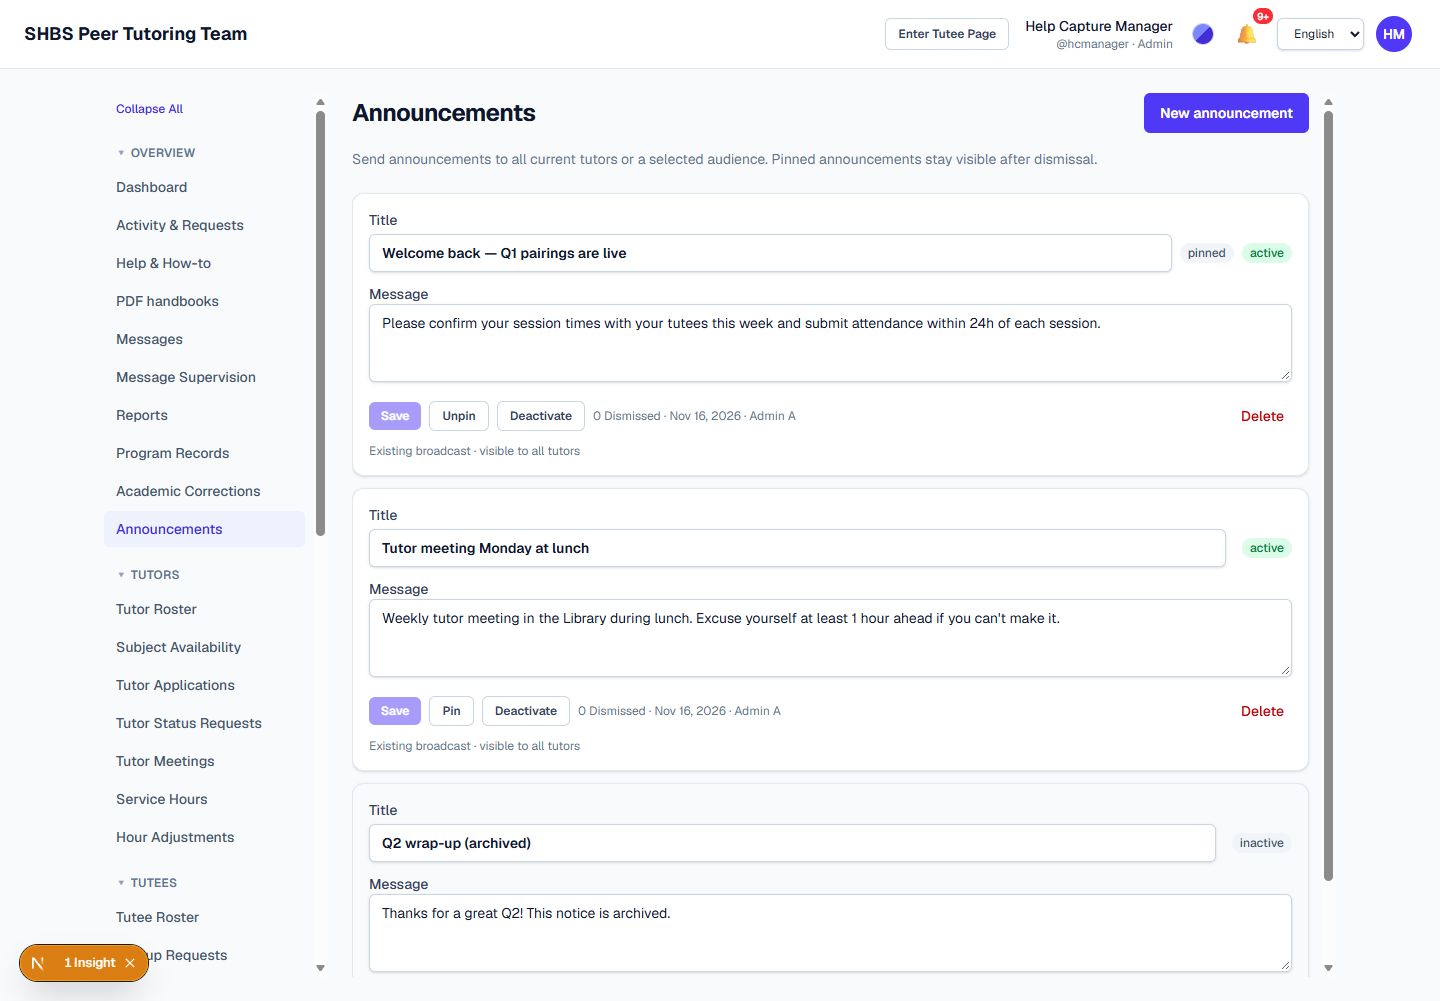 SHBS Peer Tutoring Team
Enter Tutee Page
Help Capture Manager
@hcmanager · Admin
9+
English
HM
Collapse All
OVERVIEW
Dashboard
Activity & Requests
Help & How-to
PDF handbooks
Messages
Message Supervision
Reports
Program Records
Academic Corrections
Announcements
TUTORS
Tutor Roster
Subject Availability
Tutor Applications
Tutor Status Requests
Tutor Meetings
Service Hours
Hour Adjustments
TUTEES
Tutee Roster
up Requests
1 Insight
Announcements
New announcement
Send announcements to all current tutors or a selected audience. Pinned announcements stay visible after dismissal.
Title
Welcome back — Q1 pairings are live
pinned
active
Message
Please confirm your session times with your tutees this week and submit attendance within 24h of each session.
Save
Unpin
Deactivate
0 Dismissed · Nov 16, 2026 · Admin A
Delete
Existing broadcast · visible to all tutors
Title
Tutor meeting Monday at lunch
active
Message
Weekly tutor meeting in the Library during lunch. Excuse yourself at least 1 hour ahead if you can't make it.
Save
Pin
Deactivate
0 Dismissed · Nov 16, 2026 · Admin A
Delete
Existing broadcast · visible to all tutors
Title
Q2 wrap-up (archived)
inactive
Message
Thanks for a great Q2! This notice is archived.